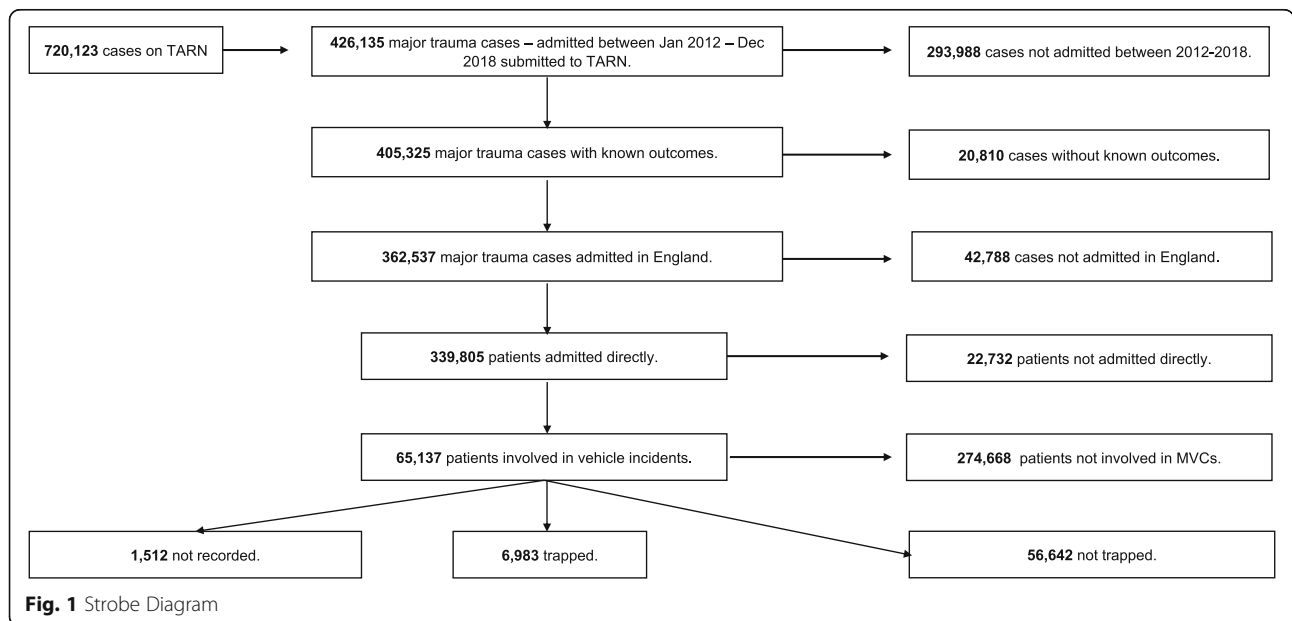 720,123 cases on TARN
426,135 major trauma cases – admitted between Jan 2012 – Dec
2018 submitted to TARN.
293,988 cases not admitted between 2012-2018.
405,325 major trauma cases with known outcomes.
20,810 cases without known outcomes.
362,537 major trauma cases admitted in England.
42,788 cases not admitted in England.
339,805 patients admitted directly.
22,732 patients not admitted directly.
65,137 patients involved in vehicle incidents.
274,668 patients not involved in MVCs.
1,512 not recorded.
6,983 trapped.
56,642 not trapped.
Fig. 1 Strobe Diagram